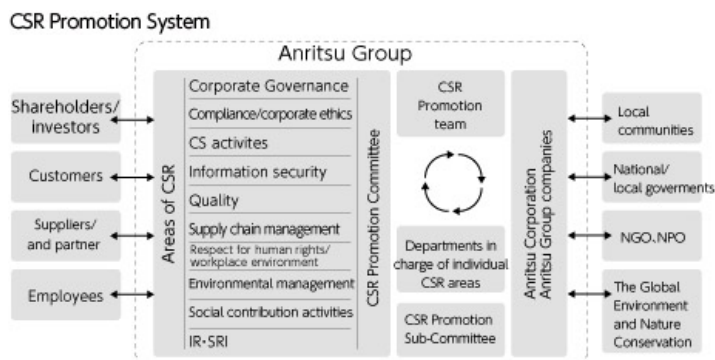 CSR Promotion System
Anritsu Group
Shareholders/
investors
Customers
Suppliers/
and partner
Employees
Areas of CSR
Corporate Governance
Compliance/corporate ethics
CS activites
Information security
Quality
Supply chain management
Respect for human rights/
workplace environment
Environmental management
Social contribution activities
IR・SRI
CSR Promotion Committee
CSR
Promotion
team
Departments in
charge of individual
CSR areas
CSR Promotion
Sub-Committee
Anritsu Corporation
Anritsu Group companies
Local
communities
National/
local goverments
NGO、NPO
The Global
Environment
and Nature
Conservation